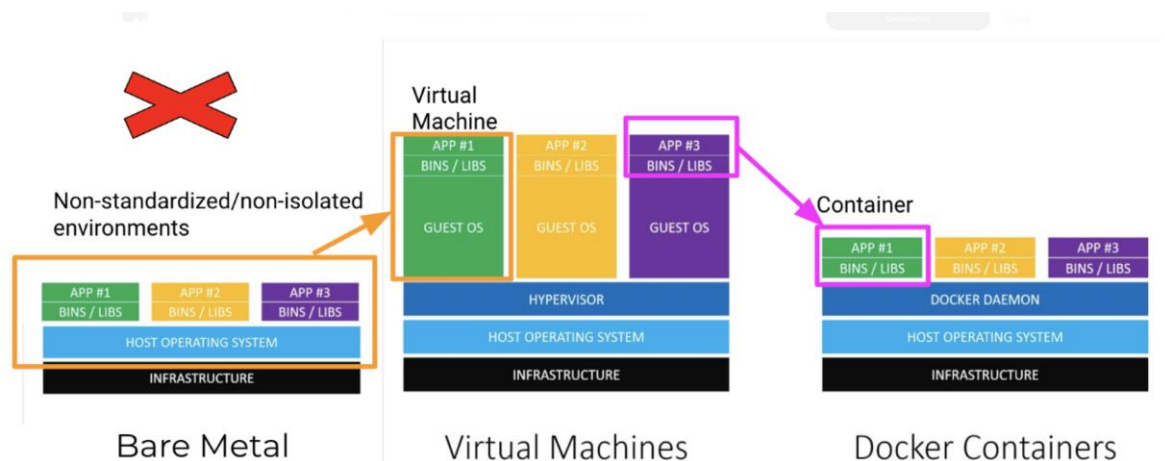 Non-standardized/non-isolated
environments
APP #1
BINS / LIBS
APP #2
BINS / LIBS
APP #3
BINS / LIBS
HOST OPERATING SYSTEM
INFRASTRUCTURE
Bare Metal
Virtual
Machine
APP #1
BINS / LIBS
GUEST OS
APP #2
BINS / LIBS
GUEST OS
APP #3
BINS / LIBS
GUEST OS
HYPERVISOR
HOST OPERATING SYSTEM
INFRASTRUCTURE
Virtual Machines
Container
APP #1
BINS / LIBS
APP #2
BINS / LIBS
APP #3
BINS / LIBS
DOCKER DAEMON
HOST OPERATING SYSTEM
INFRASTRUCTURE
Docker Containers